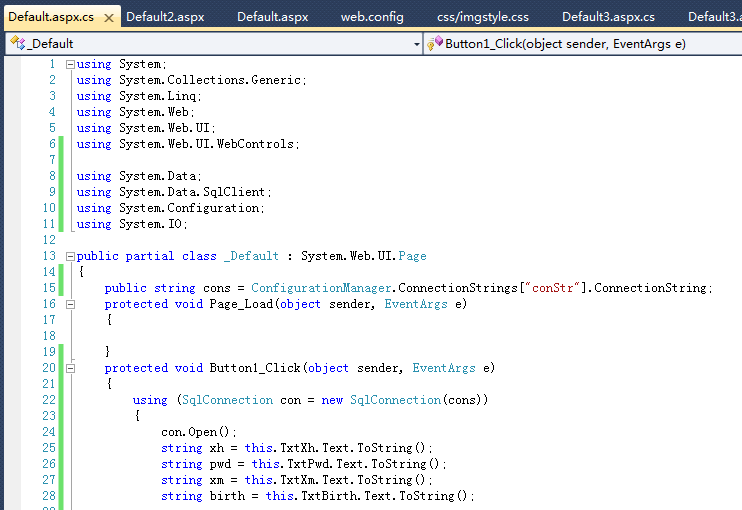 Default.aspx.cs Default2.aspx Default.aspx web.config css/imgstyle.css Default3.aspx.cs Default3.a
_Default Button1_Click(object sender, EventArgs e)
1 using System;
2 using System.Collections.Generic;
3 using System.Linq;
4 using System.Web;
5 using System.Web.UI;
6 using System.Web.UI.WebControls;
7
8 using System.Data;
9 using System.Data.SqlClient;
10 using System.Configuration;
11 using System.IO;
12
13 public partial class _Default : System.Web.UI.Page
14 {
15 public string cons = ConfigurationManager.ConnectionStrings["conStr"].ConnectionString;
16 protected void Page_Load(object sender, EventArgs e)
17 {
18
19 }
20 protected void Button1_Click(object sender, EventArgs e)
21 {
22 using (SqlConnection con = new SqlConnection(cons))
23 {
24 con.Open();
25 string xh = this.TxtXh.Text.ToString();
26 string pwd = this.TxtPwd.Text.ToString();
27 string xm = this.TxtXm.Text.ToString();
28 string birth = this.TxtBirth.Text.ToString();